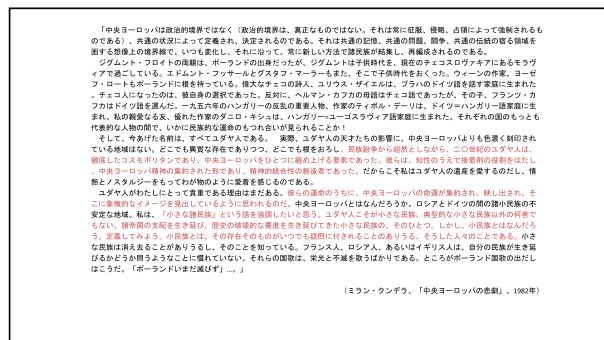 「中央ヨーロッパは政治的境界ではなく（政治的境界は、真正なものではない。それは常に征服、侵略、占領によって強制されるも
のである）、共通の状況によって定義され、決定されるのである。それは共通の記憶、共通の問題、闘争、共通の伝統の宿る領域を
画する想像上の境界線で、いつも変化し、それに沿って、常に新しい方法で諸民族が結集し、再編成されるのである。
ジグムント・フロイトの両親は、ポーランドの出身だったが、ジグムントは子供時代を、現在のチェコスロヴァキアにあるモラヴ
ィアで過ごしている。エドムント・フッサールとグスタフ・マーラーもまた、そこで子供時代をおくった。ウィーンの作家、ヨーゼ
フ・ロートもポーランドに根を持っている。偉大なチェコの詩人、ユリウス・ザイエルは、プラハのドイツ語を話す家庭に生まれた
。チェコ人になったのは、彼自身の選択であった。反対に、ヘルマン・カフカの母語はチェコ語であったが、その子、フランツ・カ
フカはドイツ語を選んだ。一九五六年のハンガリーの反乱の重要人物、作家のティボル・デーリは、ドイツ＝ハンガリー語家庭に生
まれ、私の親愛なる友、優れた作家のダニロ・キシュは、ハンガリー＝ユーゴスラヴィア語家庭に生まれた。それぞれの国のもっとも
代表的な人物の間で、いかに民族的な運命のもつれ合いが見られることか！
そして、今あげた名前は、すべてユダヤ人である。　実際、ユダヤ人の天才たちの影響に、中央ヨーロッパよりも色濃く刻印され
ている地域はない。どこでも異質な存在でありつつ、どこでも根をおろし、民族紛争から超然としながら、二〇世紀のユダヤ人は、
徹底したコスモポリタンであり、中央ヨーロッパをひとつに纏め上げる要素であった。彼らは、知性のうえで接着剤の役割をはたし
、中央ヨーロッパ精神の集約された形であり、精神的統合性の創造者であった。だからこそ私はユダヤ人の遺産を愛するのだし、情
熱とノスタルジーをもってわが物のように愛着を感じるのである。
ユダヤ人がわたしにとって貴重である理由はまだある。彼らの運命のうちに、中央ヨーロッパの命運が集約され、映し出され、そ
こに象徴的なイメージを見出しているように思われるのだ。中央ヨーロッパとはなんだろうか。ロシアとドイツの間の諸小民族の不
安定な地域。私は、「小さな諸民族」という語を強調したいと思う。ユダヤ人こそが小さな民族、典型的な小さな民族以外の何者で
もない。諸帝国の支配を生き延び、歴史の破壊的な驀進を生き延びてきた小さな民族の、そのひとつ。しかし、小民族とはなんだろ
う。定義してみよう。小民族とは、その存在そのものがいつでも疑問に付されることのありうる、そうした人々のことである。小さ
な民族は消え去ることがありうるし、そのことを知っている。フランス人、ロシア人、あるいはイギリス人は、自分の民族が生き延
びるかどうか問うようなことに慣れていない。それらの国歌は、栄光と不滅を歌うばかりである。ところがポーランド国歌の出だし
はこうだ。「ポーランドいまだ滅びず」…。」
（ミラン・クンデラ、「中央ヨーロッパの悲劇」、1982年）